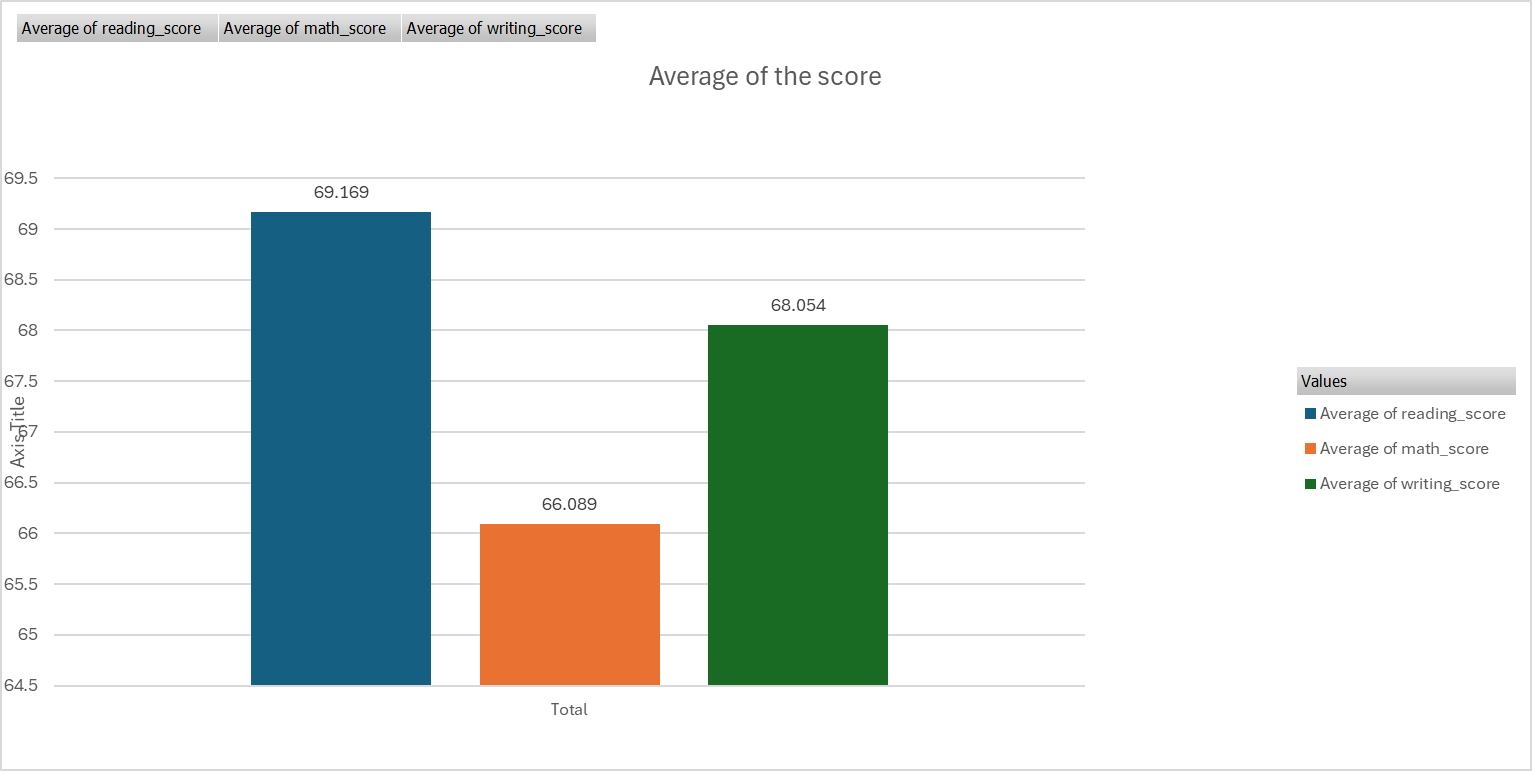 Average of reading_score Average of math_score Average of writing_score
Average of the score
69.5
69.169
69
68.5
68.054
68
67.5
67
66.5
66.089
66
65.5
65
64.5
Axis Title
Total
Values
Average of reading_score
Average of math_score
Average of writing_score